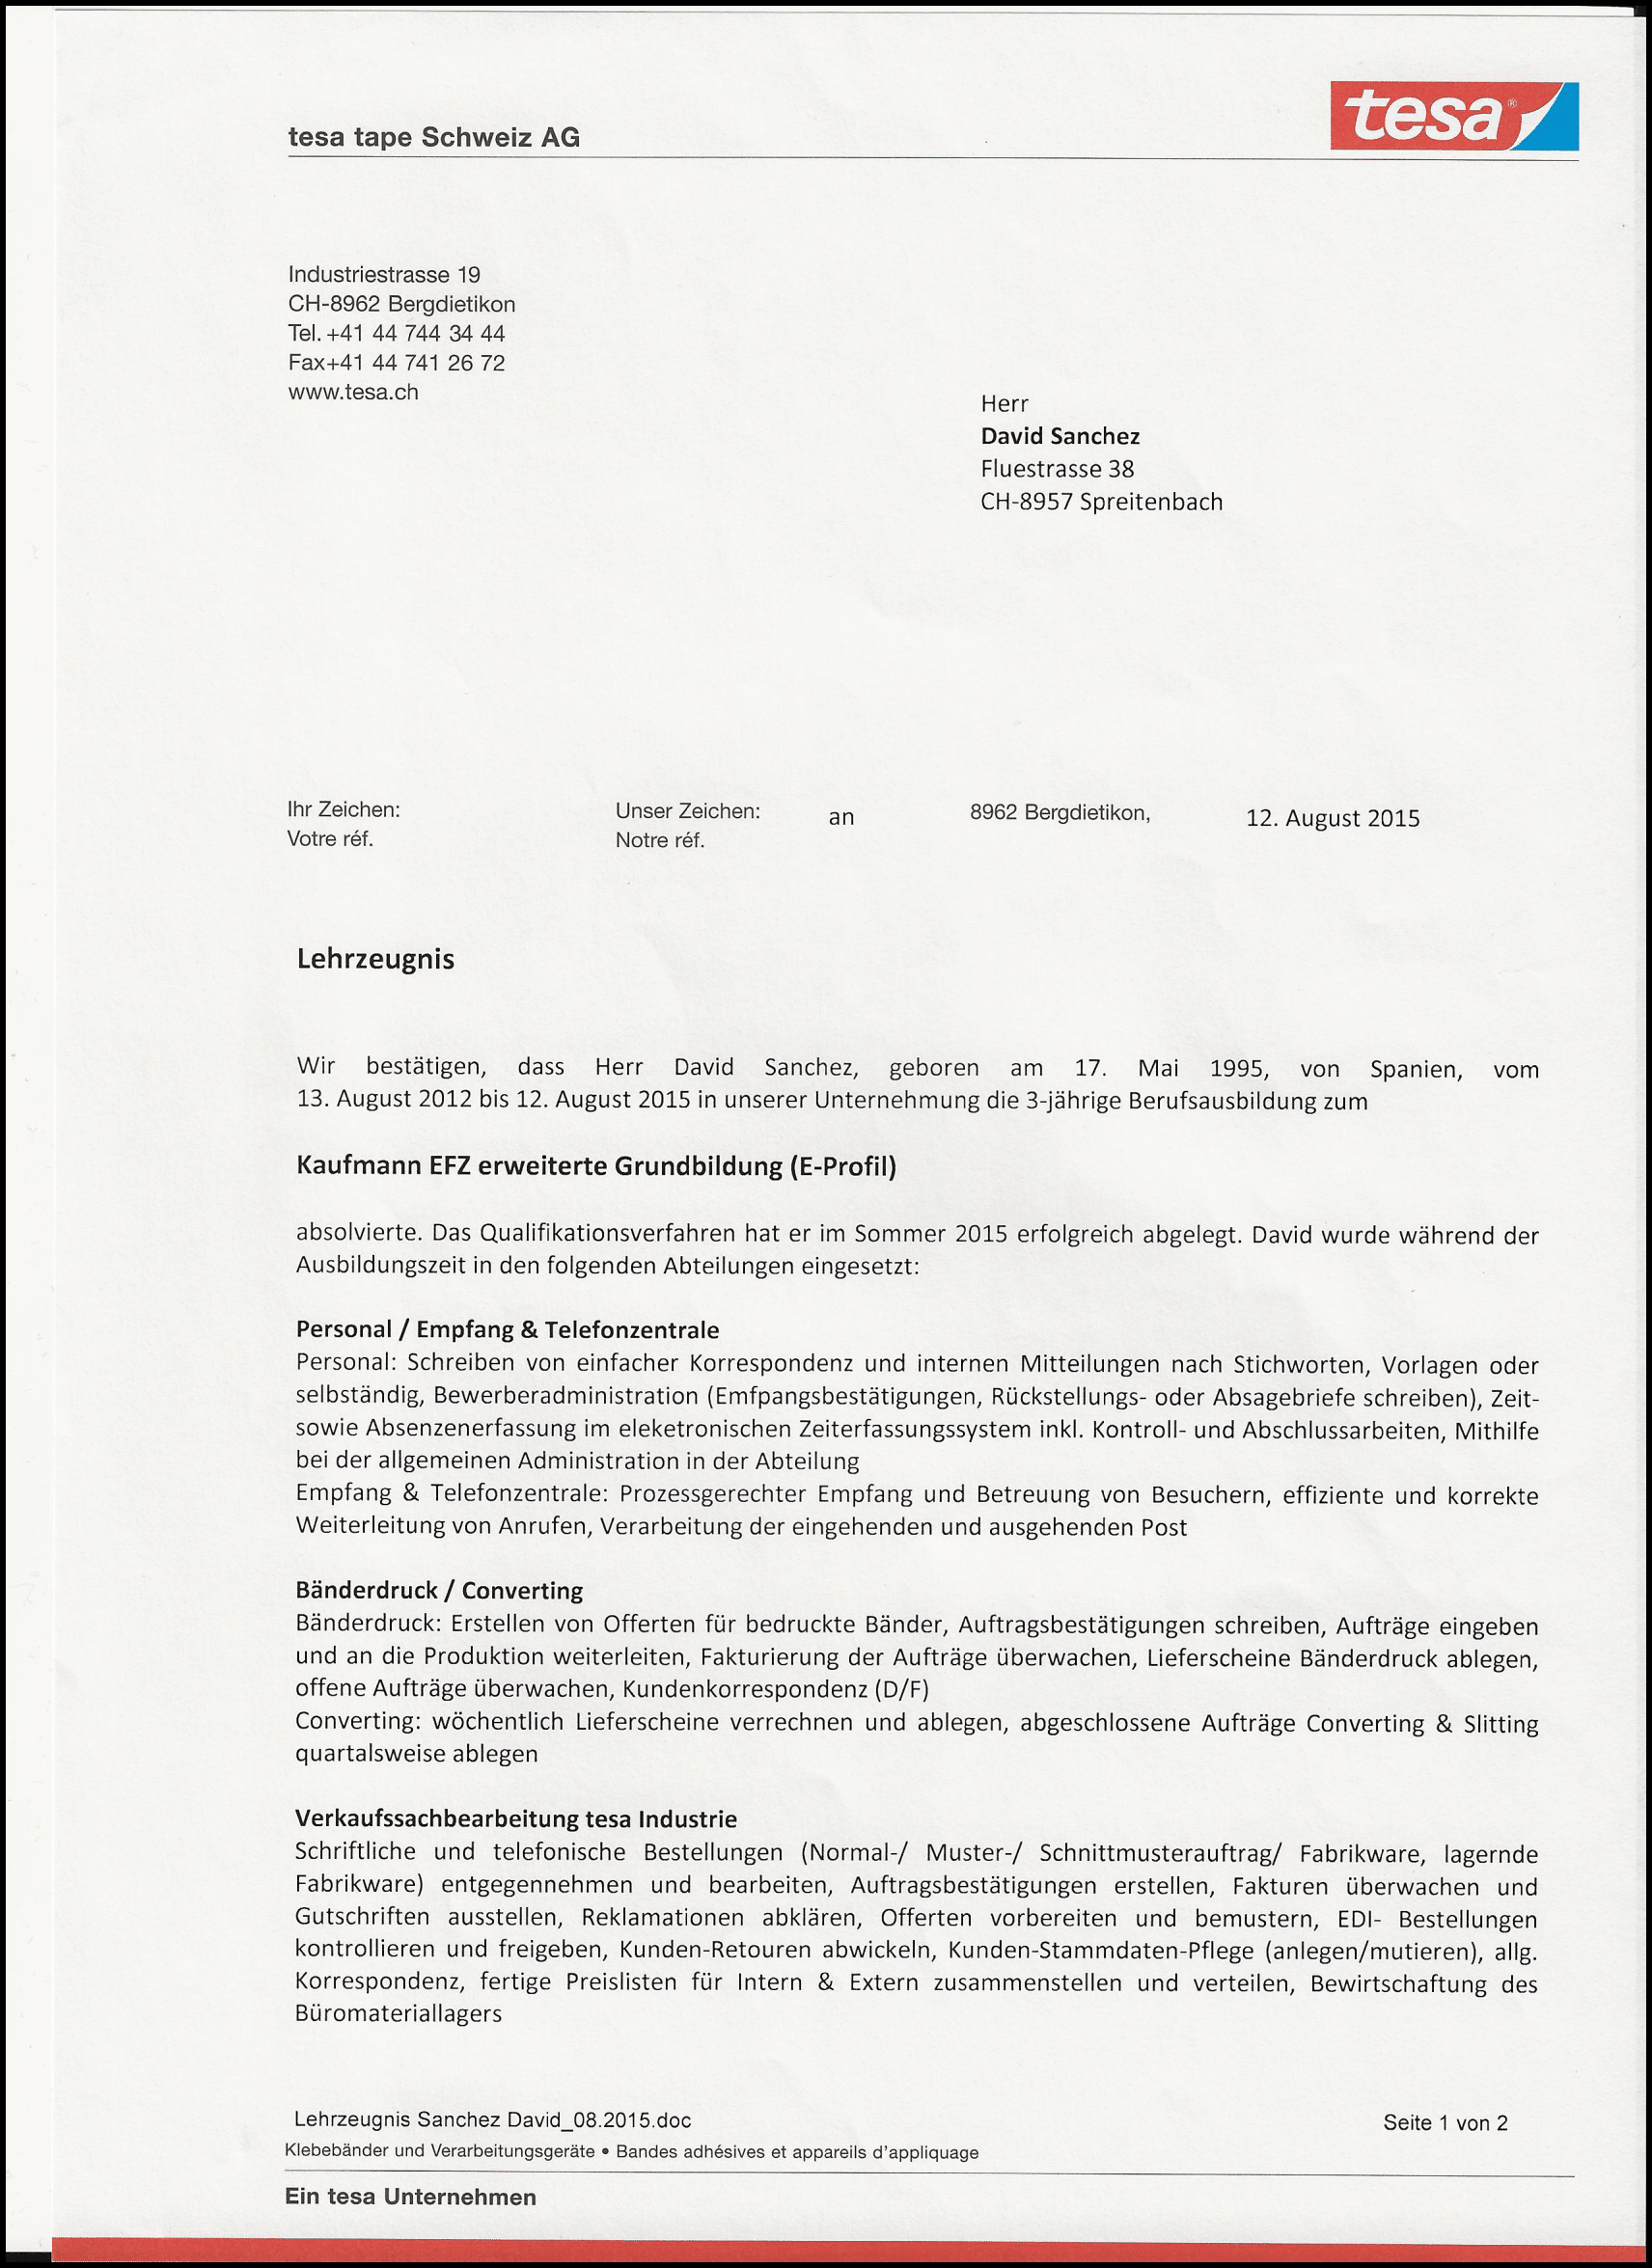 tesa tape Schweiz AG
tesa®
Industriestrasse 19
CH-8962 Bergdietikon
Tel. +41 44 744 34 44
Fax+41 44 741 26 72
www.tesa.ch
Herr
David Sanchez
Fluestrasse 38
CH-8957 Spreitenbach
Ihr Zeichen: Unser Zeichen: an 8962 Bergdietikon, 12. August 2015
Votre réf. Notre réf.
Lehrzeugnis
Wir bestätigen, dass Herr David Sanchez, geboren am 17. Mai 1995, von Spanien, vom
13. August 2012 bis 12. August 2015 in unserer Unternehmung die 3-jährige Berufsausbildung zum
Kaufmann EFZ erweiterte Grundbildung (E-Profil)
absolvierte. Das Qualifikationsverfahren hat er im Sommer 2015 erfolgreich abgelegt. David wurde während der
Ausbildungszeit in den folgenden Abteilungen eingesetzt:
Personal / Empfang & Telefonzentrale
Personal: Schreiben von einfacher Korrespondenz und internen Mitteilungen nach Stichworten, Vorlagen oder
selbständig, Bewerberadministration (Emfpangsbestätigungen, Rückstellungs- oder Absagebriefe schreiben), Zeit-
sowie Absenzenerfassung im eleketronischen Zeiterfassungssystem inkl. Kontroll- und Abschlussarbeiten, Mithilfe
bei der allgemeinen Administration in der Abteilung
Empfang & Telefonzentrale: Prozessgerechter Empfang und Betreuung von Besuchern, effiziente und korrekte
Weiterleitung von Anrufen, Verarbeitung der eingehenden und ausgehenden Post
Bänderdruck / Converting
Bänderdruck: Erstellen von Offerten für bedruckte Bänder, Auftragsbestätigungen schreiben, Aufträge eingeben
und an die Produktion weiterleiten, Fakturierung der Aufträge überwachen, Lieferscheine Bänderdruck ablegen,
offene Aufträge überwachen, Kundenkorrespondenz (D/F)
Converting: wöchentlich Lieferscheine verrechnen und ablegen, abgeschlossene Aufträge Converting & Slitting
quartalsweise ablegen
Verkaufssachbearbeitung tesa Industrie
Schriftliche und telefonische Bestellungen (Normal-/ Muster-/ Schnittmusterauftrag/ Fabrikware, lagernde
Fabrikware) entgegennehmen und bearbeiten, Auftragsbestätigungen erstellen, Fakturen überwachen und
Gutschriften ausstellen, Reklamationen abklären, Offerten vorbereiten und bemustern, EDI- Bestellungen
kontrollieren und freigeben, Kunden-Retouren abwickeln, Kunden-Stammdaten-Pflege (anlegen/mutieren), allg.
Korrespondenz, fertige Preislisten für Intern & Extern zusammenstellen und verteilen, Bewirtschaftung des
Büromateriallagers
Lehrzeugnis Sanchez David_08.2015.doc Seite 1 von 2
Klebebänder und Verarbeitungsgeräte • Bandes adhésives et appareils d'appliquage
Ein tesa Unternehmen